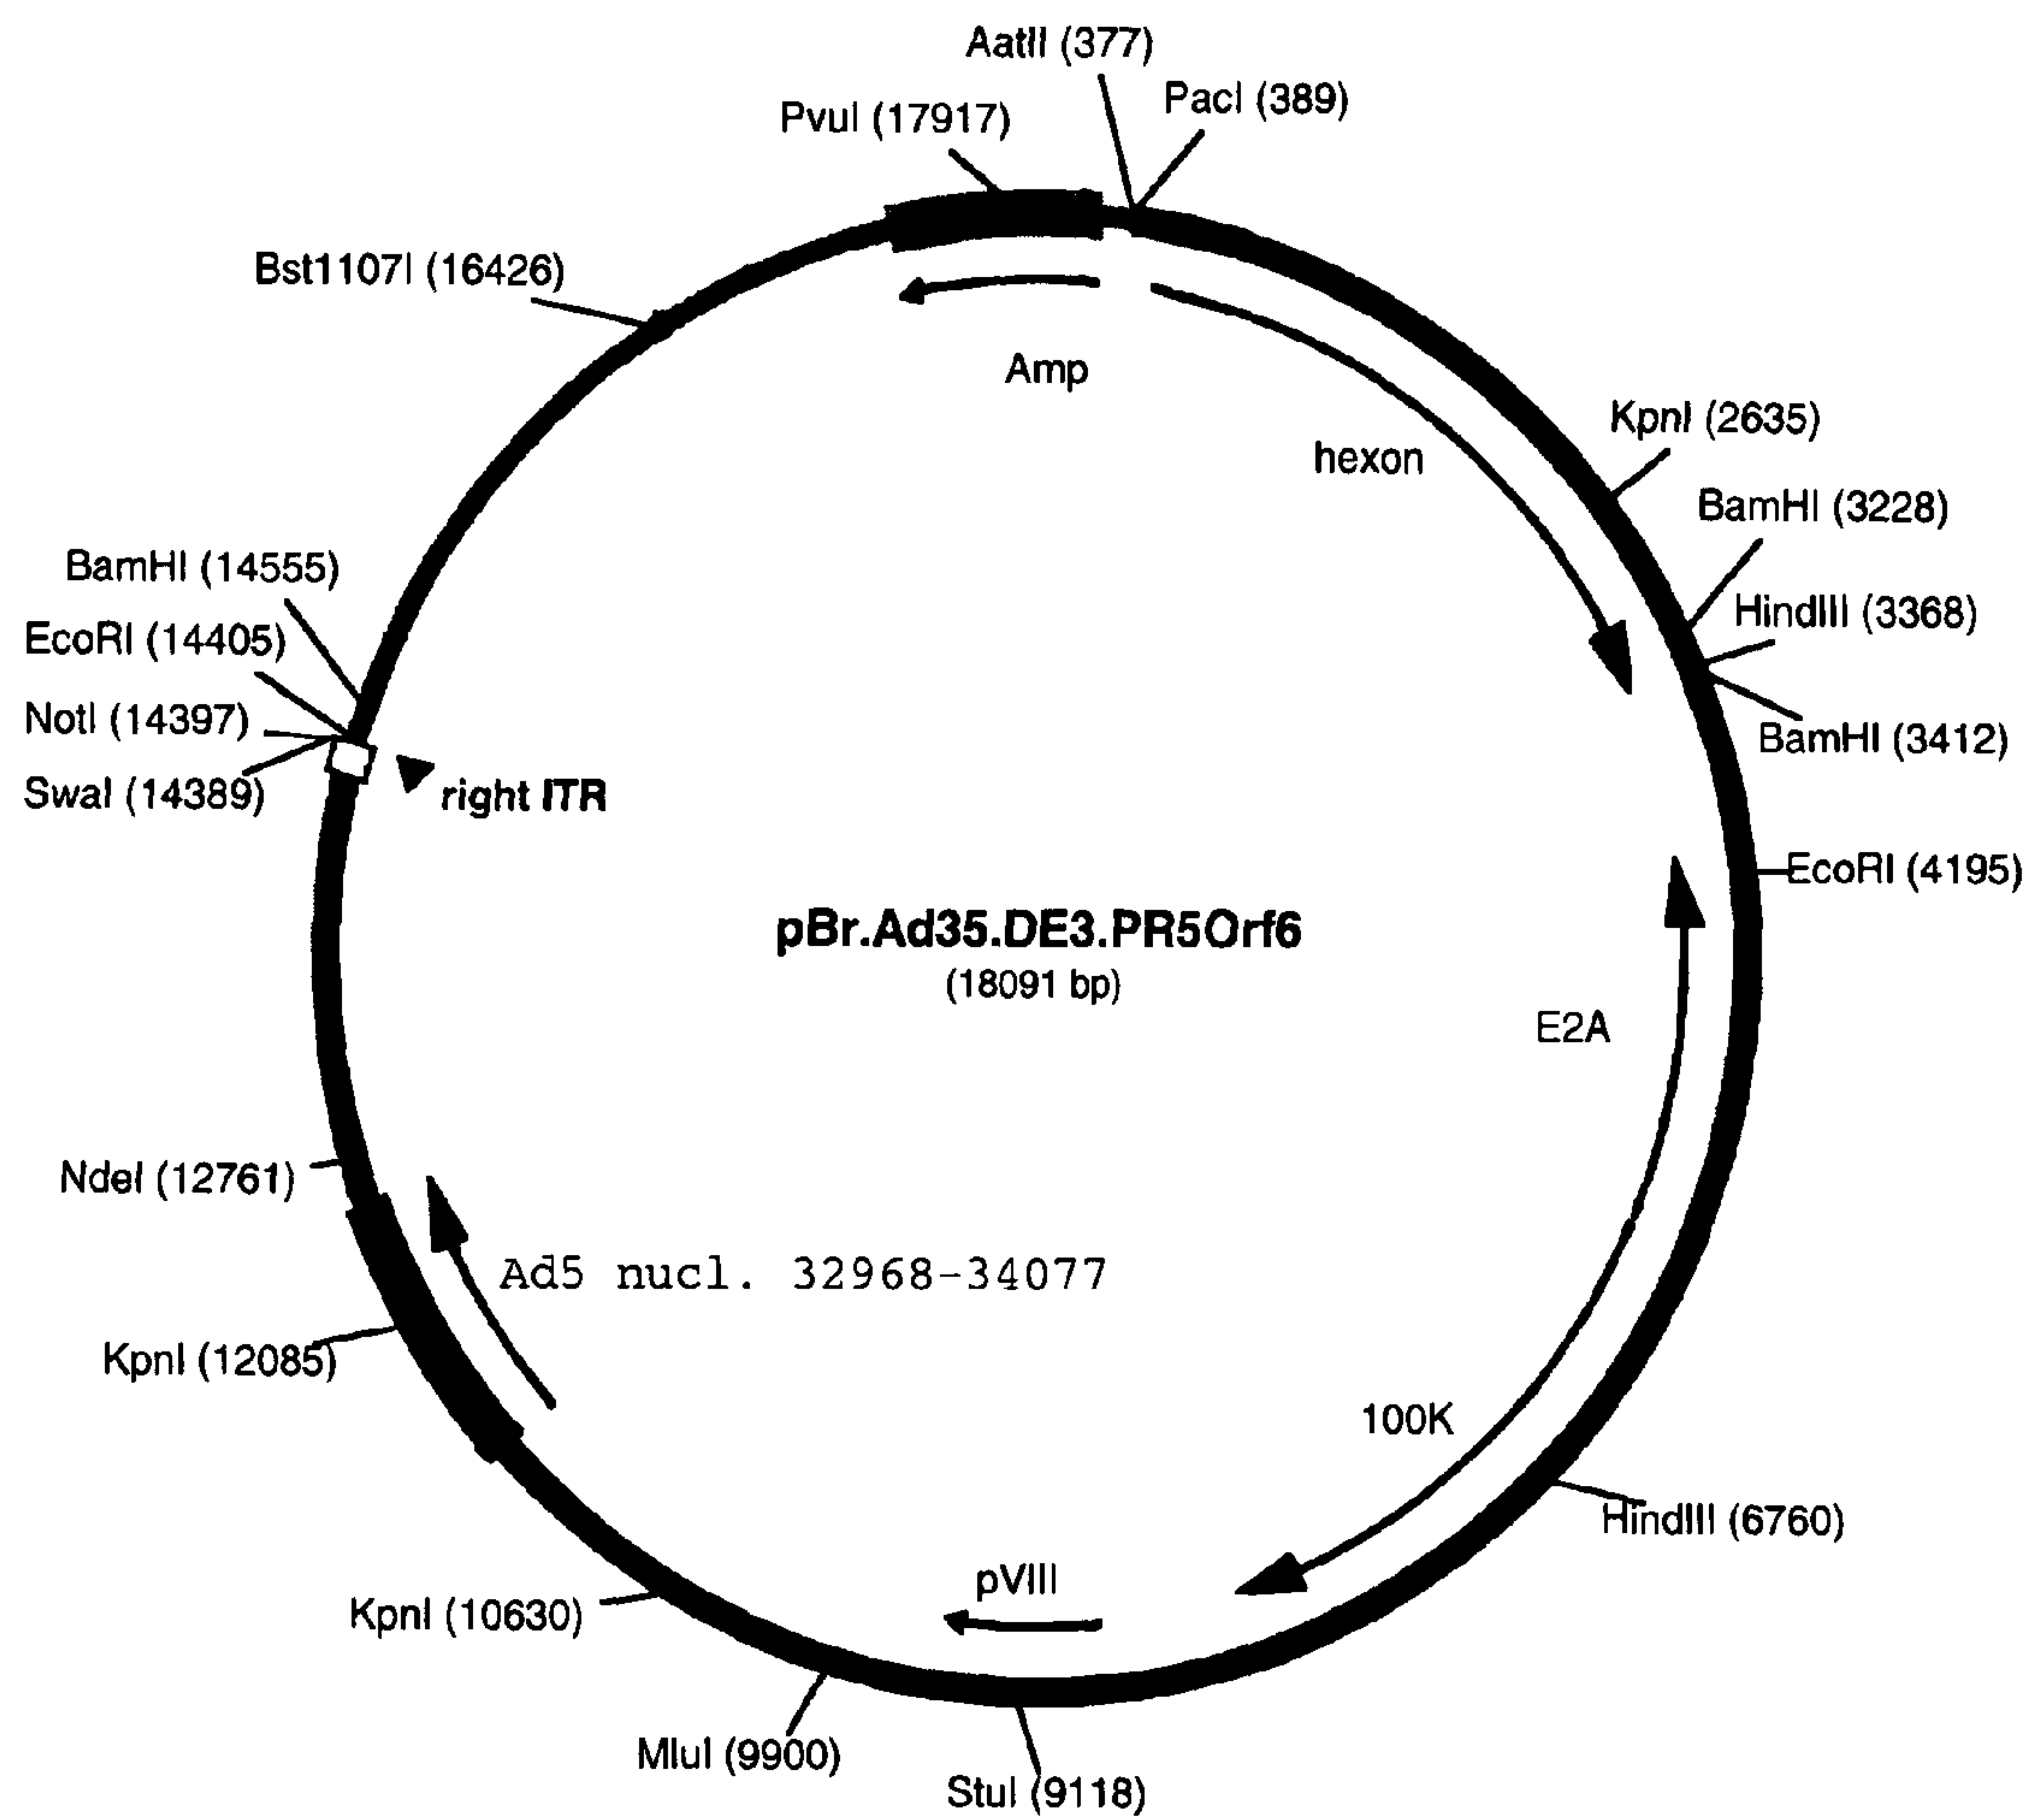 AatII (377)
PacI (389)
PvuI (17917)
Bst1107I (16426)
Amp
hexon
KpnI (2635)
BamHI (3228)
BamHI (14555)
HindIII (3368)
EcoRI (14405)
NotI (14397)
BamHI (3412)
SwaI (14389)
right ITR
EcoRI (4195)
pBr.Ad35.DE3.PR5Orf6
(18091 bp)
E2A
NdeI (12761)
Ad5 nucl. 32968-34077
KpnI (12085)
100K
HindIII (6760)
pVIII
KpnI (10630)
MluI (9900)
StuI (9118)